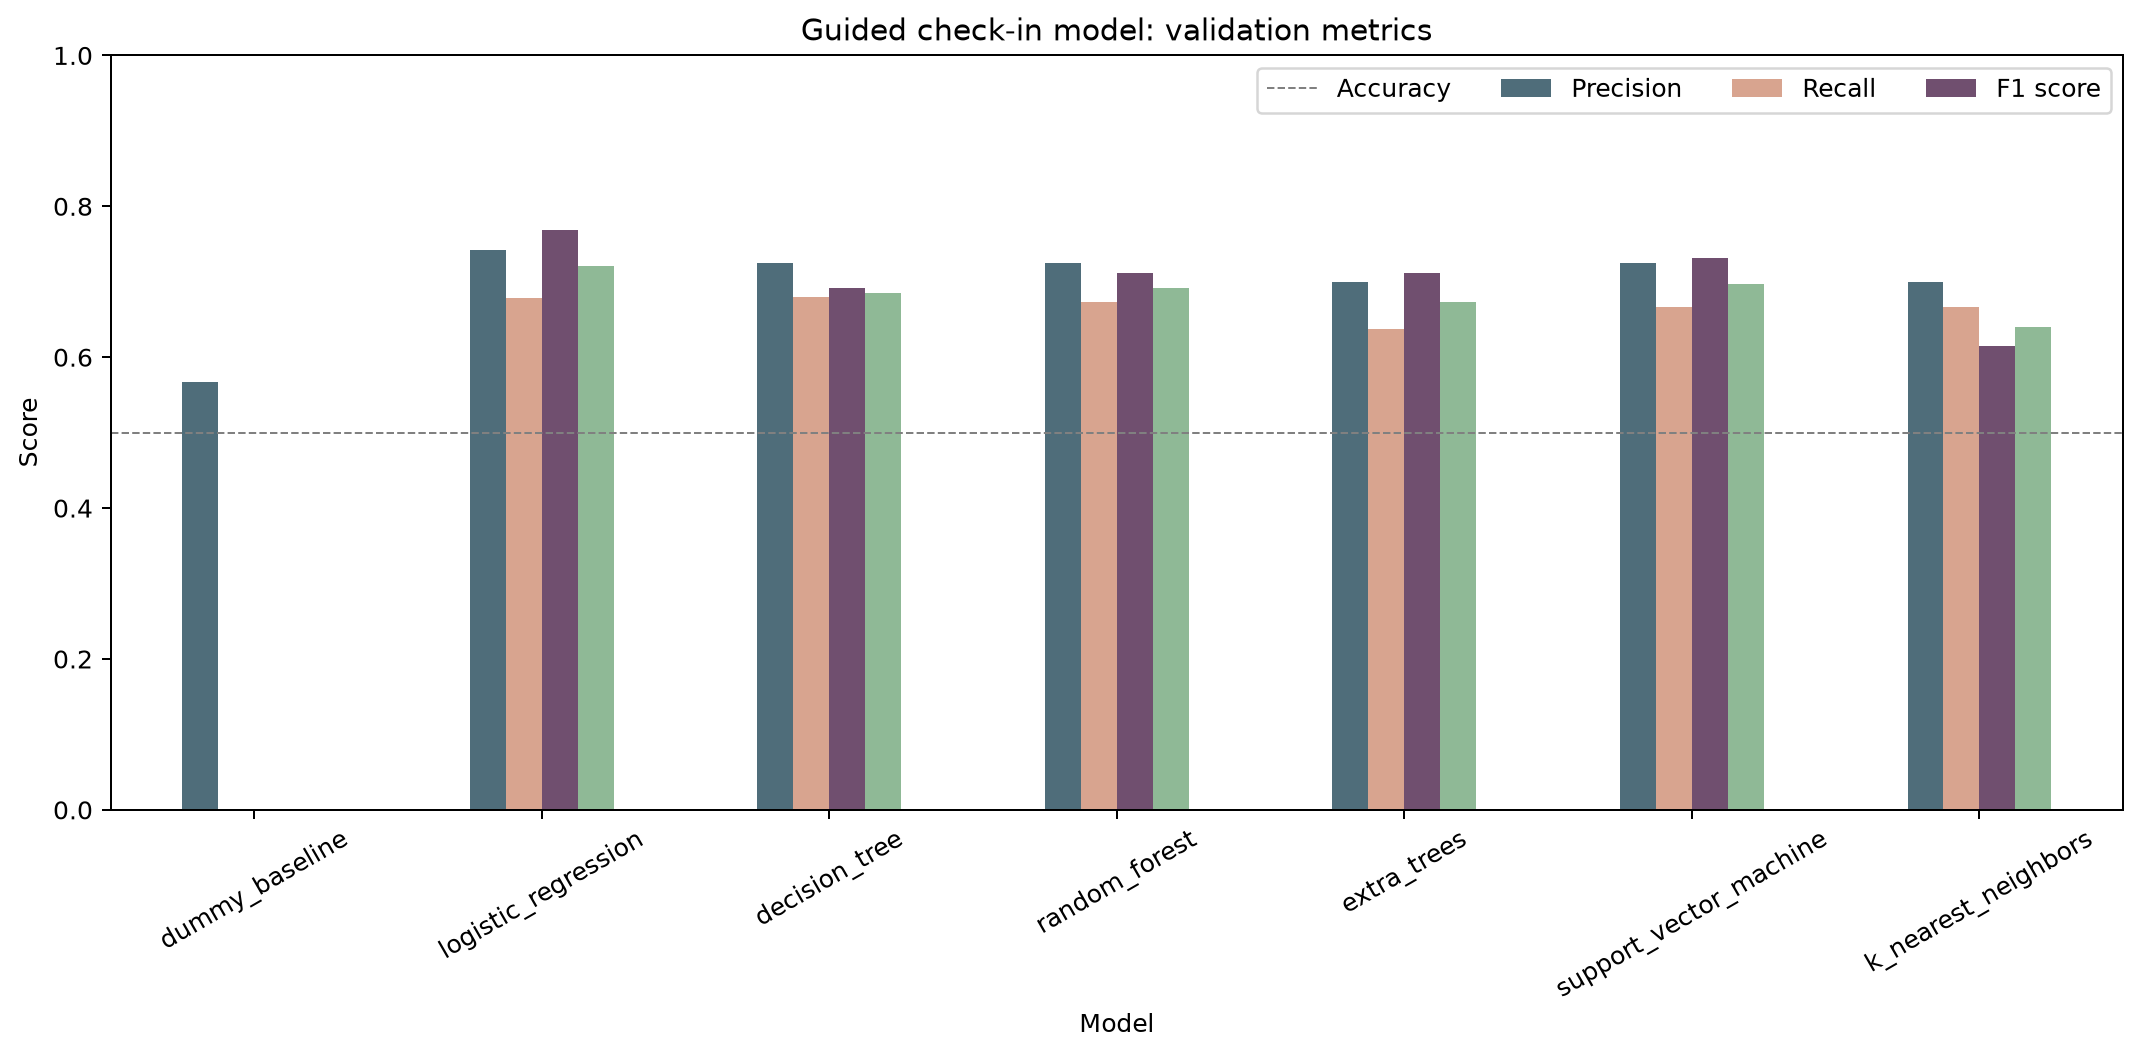 Guided check-in model: validation metrics
Accuracy Precision Recall F1 score
1.0
0.8
0.6
0.4
0.2
0.0
Score
dummy_baseline
logistic_regression
decision_tree
random_forest
extra_trees
support_vector_machine
k_nearest_neighbors
Model